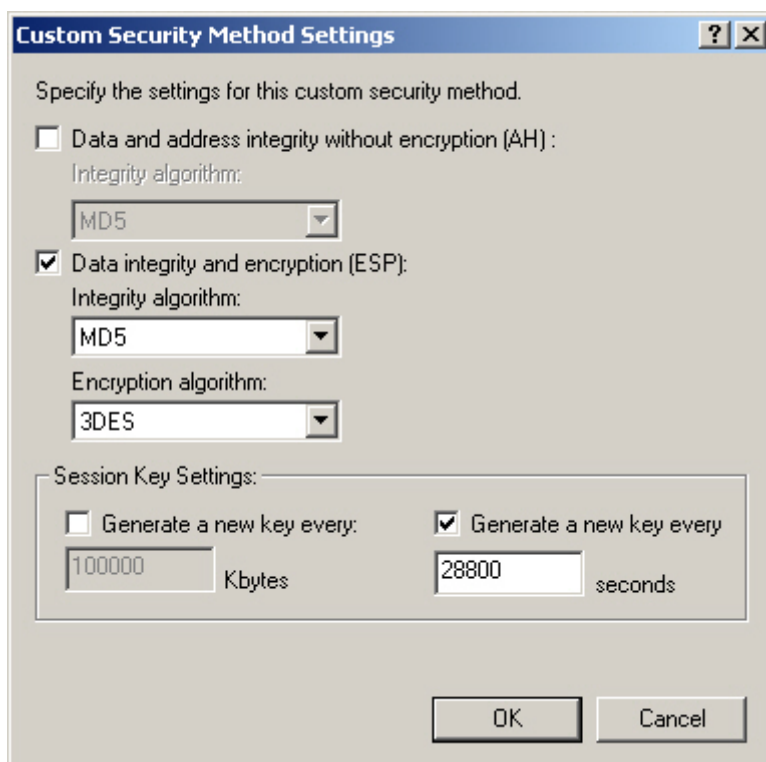 Custom Security Method Settings
Specify the settings for this custom security method.
Data and address integrity without encryption (AH) :
Integrity algorithm:
MD5
Data integrity and encryption (ESP):
Integrity algorithm:
MD5
Encryption algorithm:
3DES
Session Key Settings:
Generate a new key every: Generate a new key every
100000 Kbytes 28800 seconds
OK Cancel